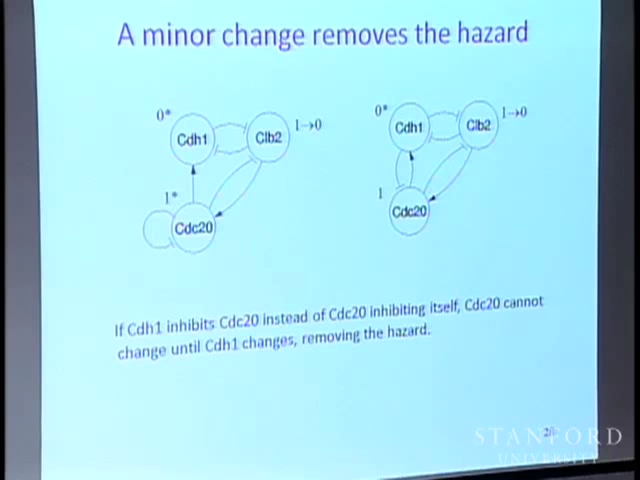 A minor change removes the hazard
0*
Cdh1
Clb2
1→0
1*
Cdc20
0*
Cdh1
Clb2
1→0
1
Cdc20
If Cdh1 inhibits Cdc20 instead of Cdc20 inhibiting itself, Cdc20 cannot
change until Cdh1 changes, removing the hazard.
STANFORD
UNIVERSITY